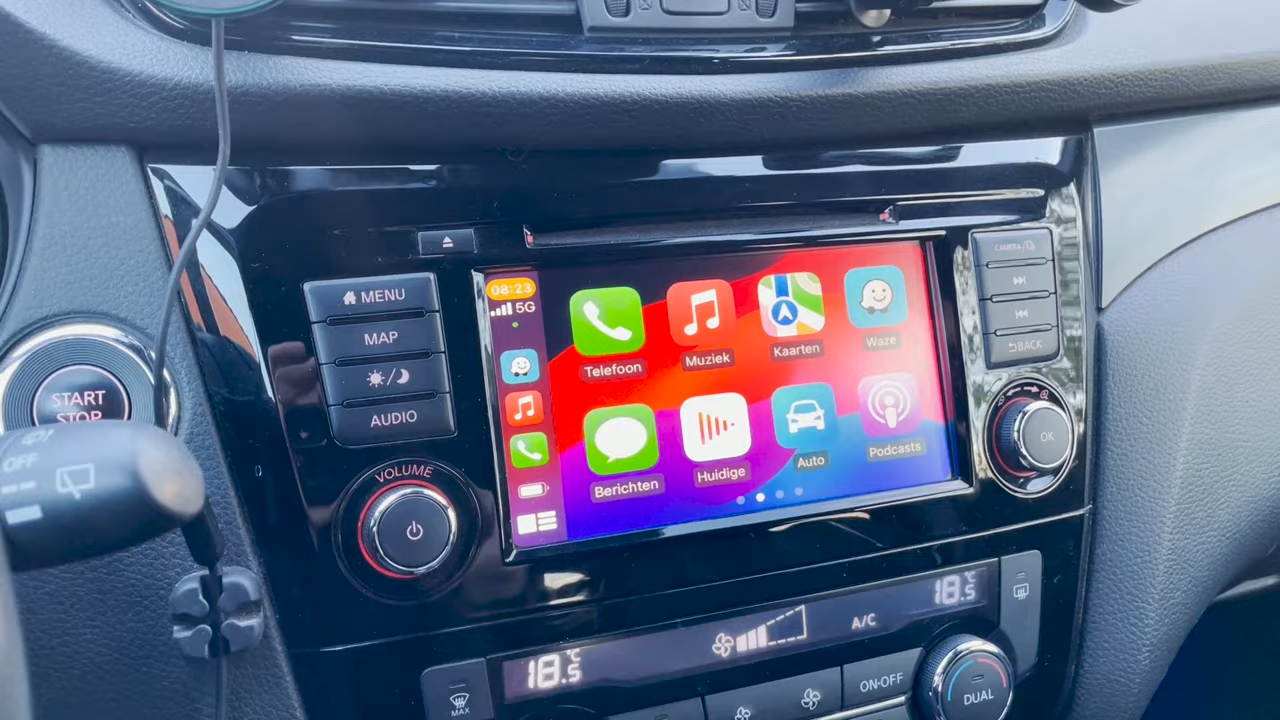 MENU
MAP
AUDIO
VOLUME
START
STOP
OFF
08:23
5G
Telefoon
Muziek
Kaarten
Waze
Berichten
Huidige
Auto
Podcasts
CAMERA/
BACK
OK
18.5°C
A/C
18.5°C
MAX
ON·OFF
DUAL